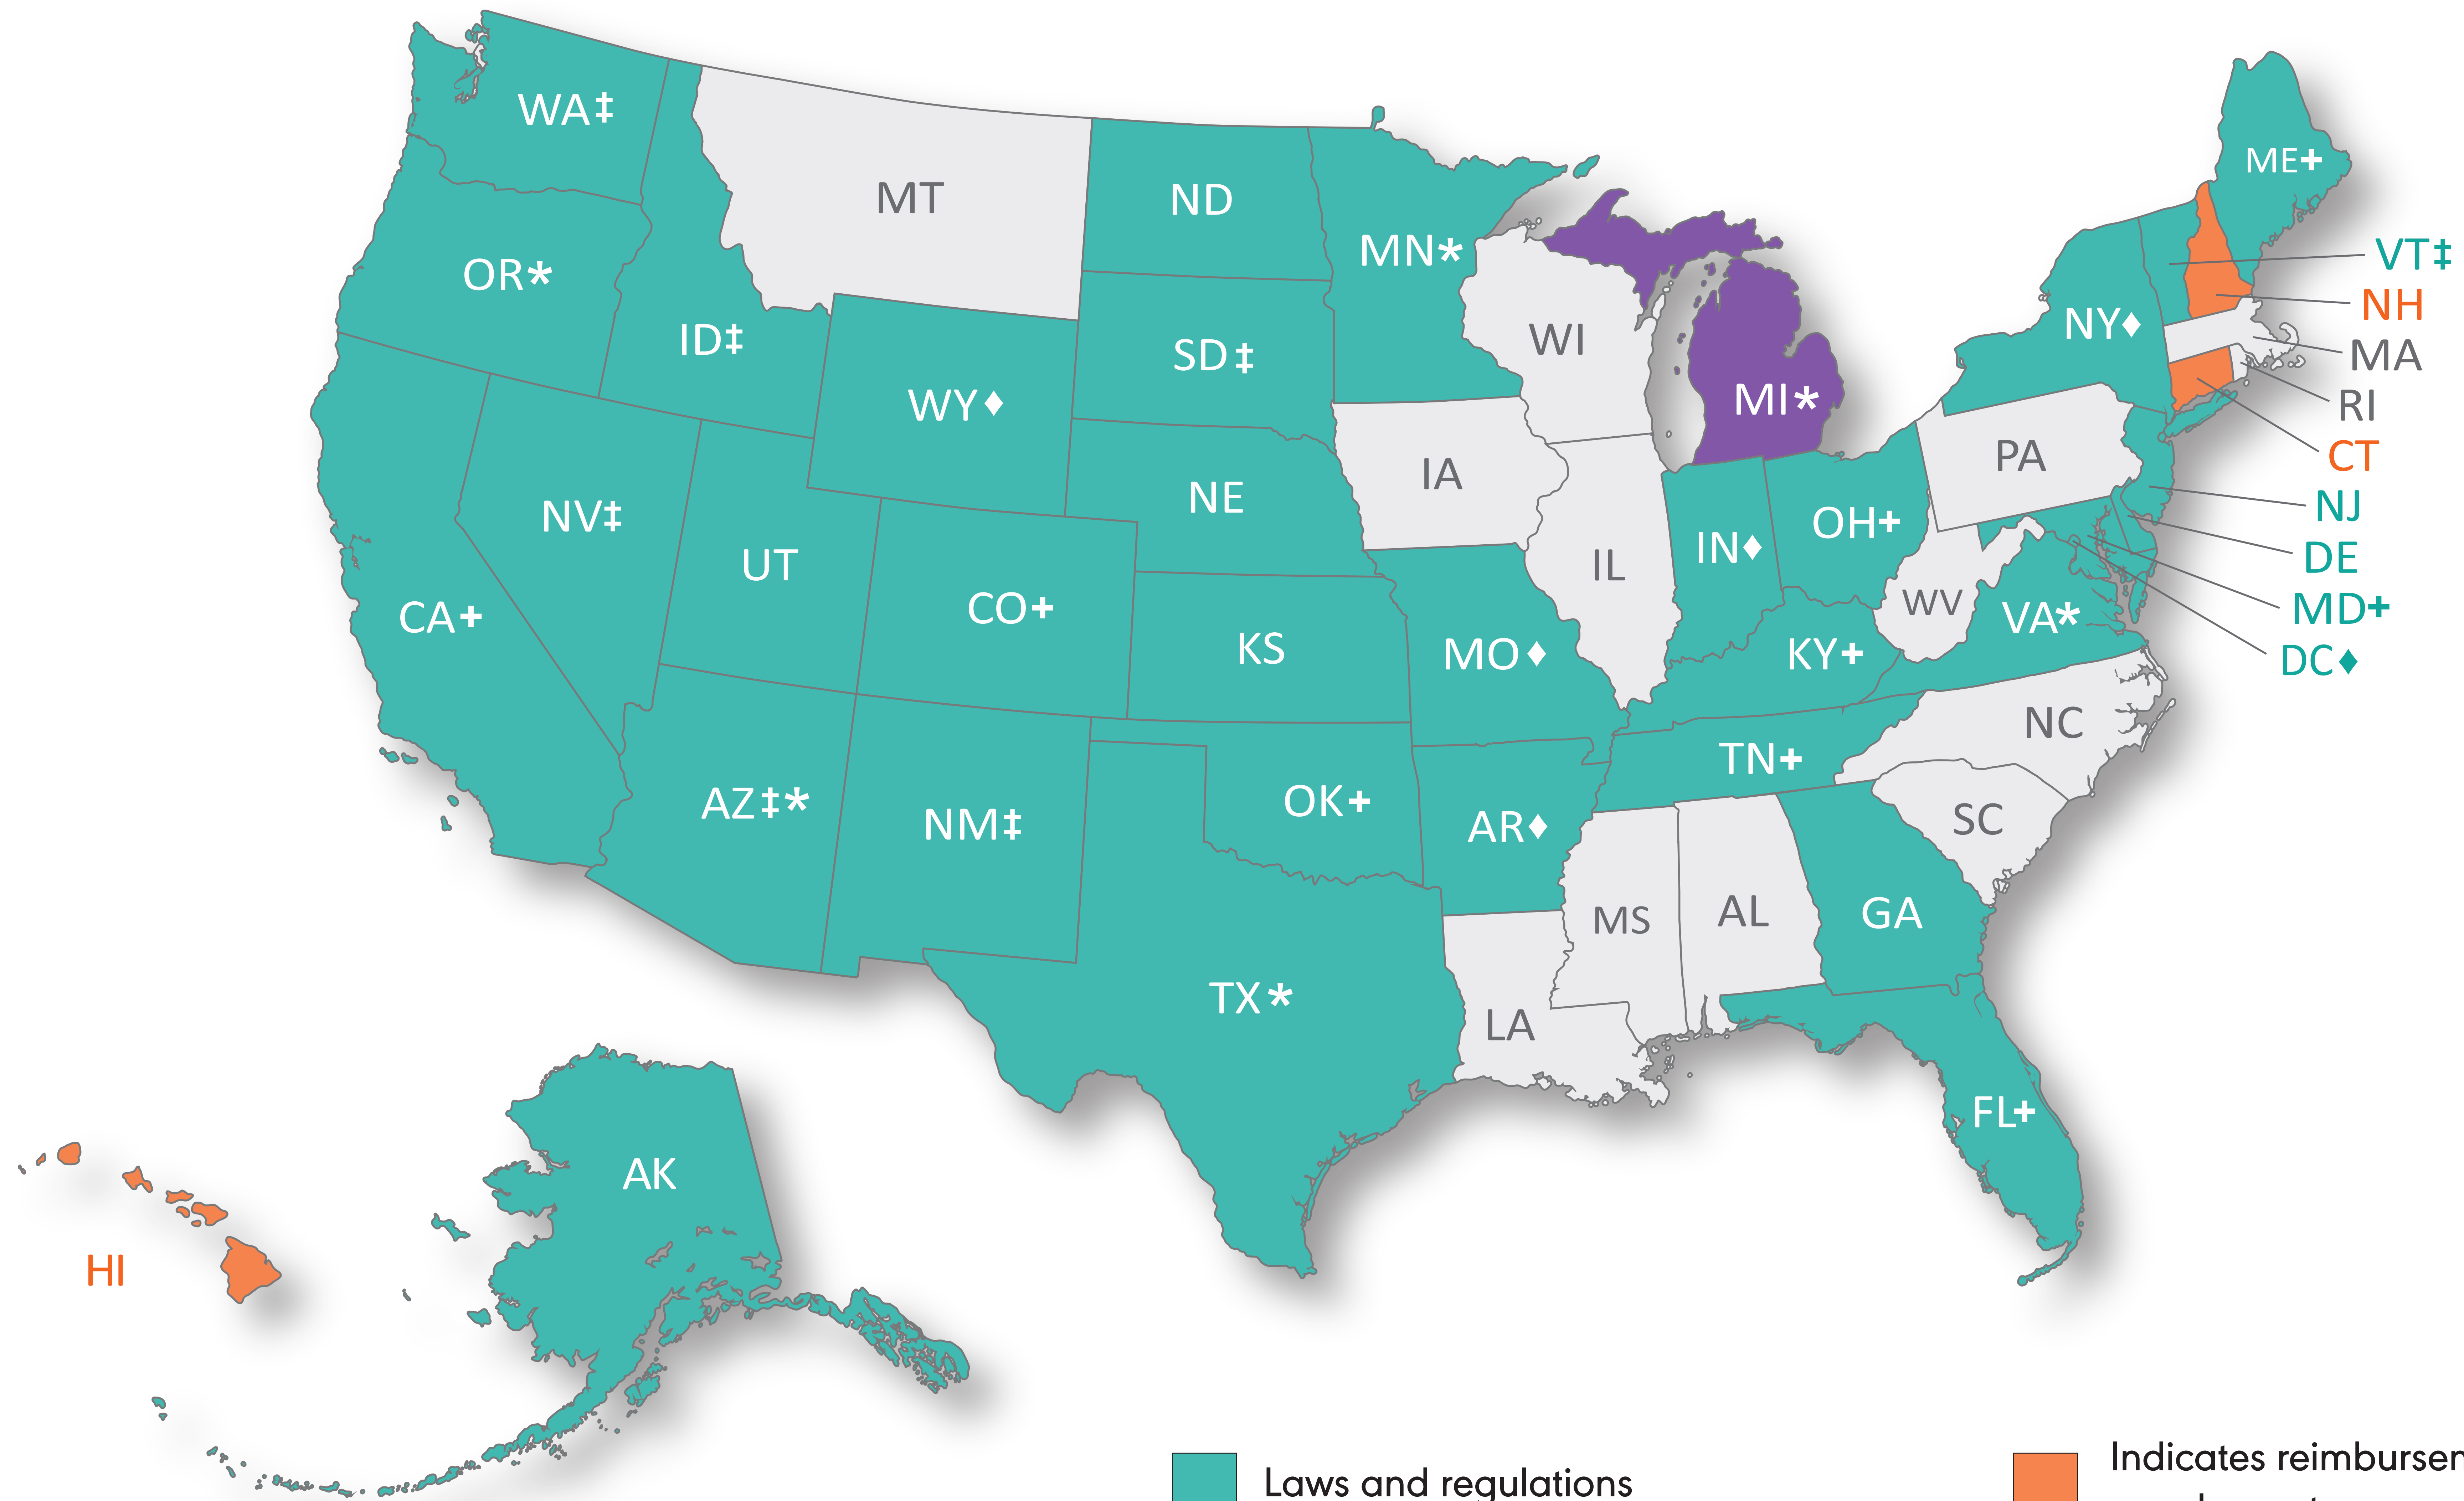 WA‡
ME+
MT
ND
MN*
VT‡
OR*
NH
NY♦
ID‡
WI
SD‡
MA
WY♦
MI*
RI
PA
CT
IA
NE
NJ
NV‡
OH+
IN♦
DE
UT
IL
WV
CO+
MD+
CA+
VA*
KS
MO♦
KY+
DC♦
NC
TN+
AZ‡*
OK+
NM‡
SC
AR♦
MS
AL
GA
TX*
LA
FL+
AK
HI
Laws and regulations
Indicates